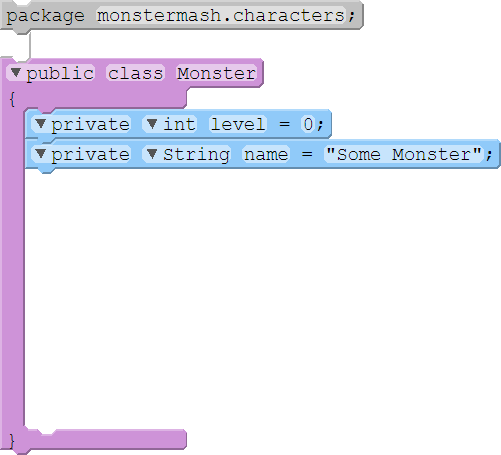 package monstermash.characters;
public class Monster
{
private int level = 0;
private String name = "Some Monster";
}